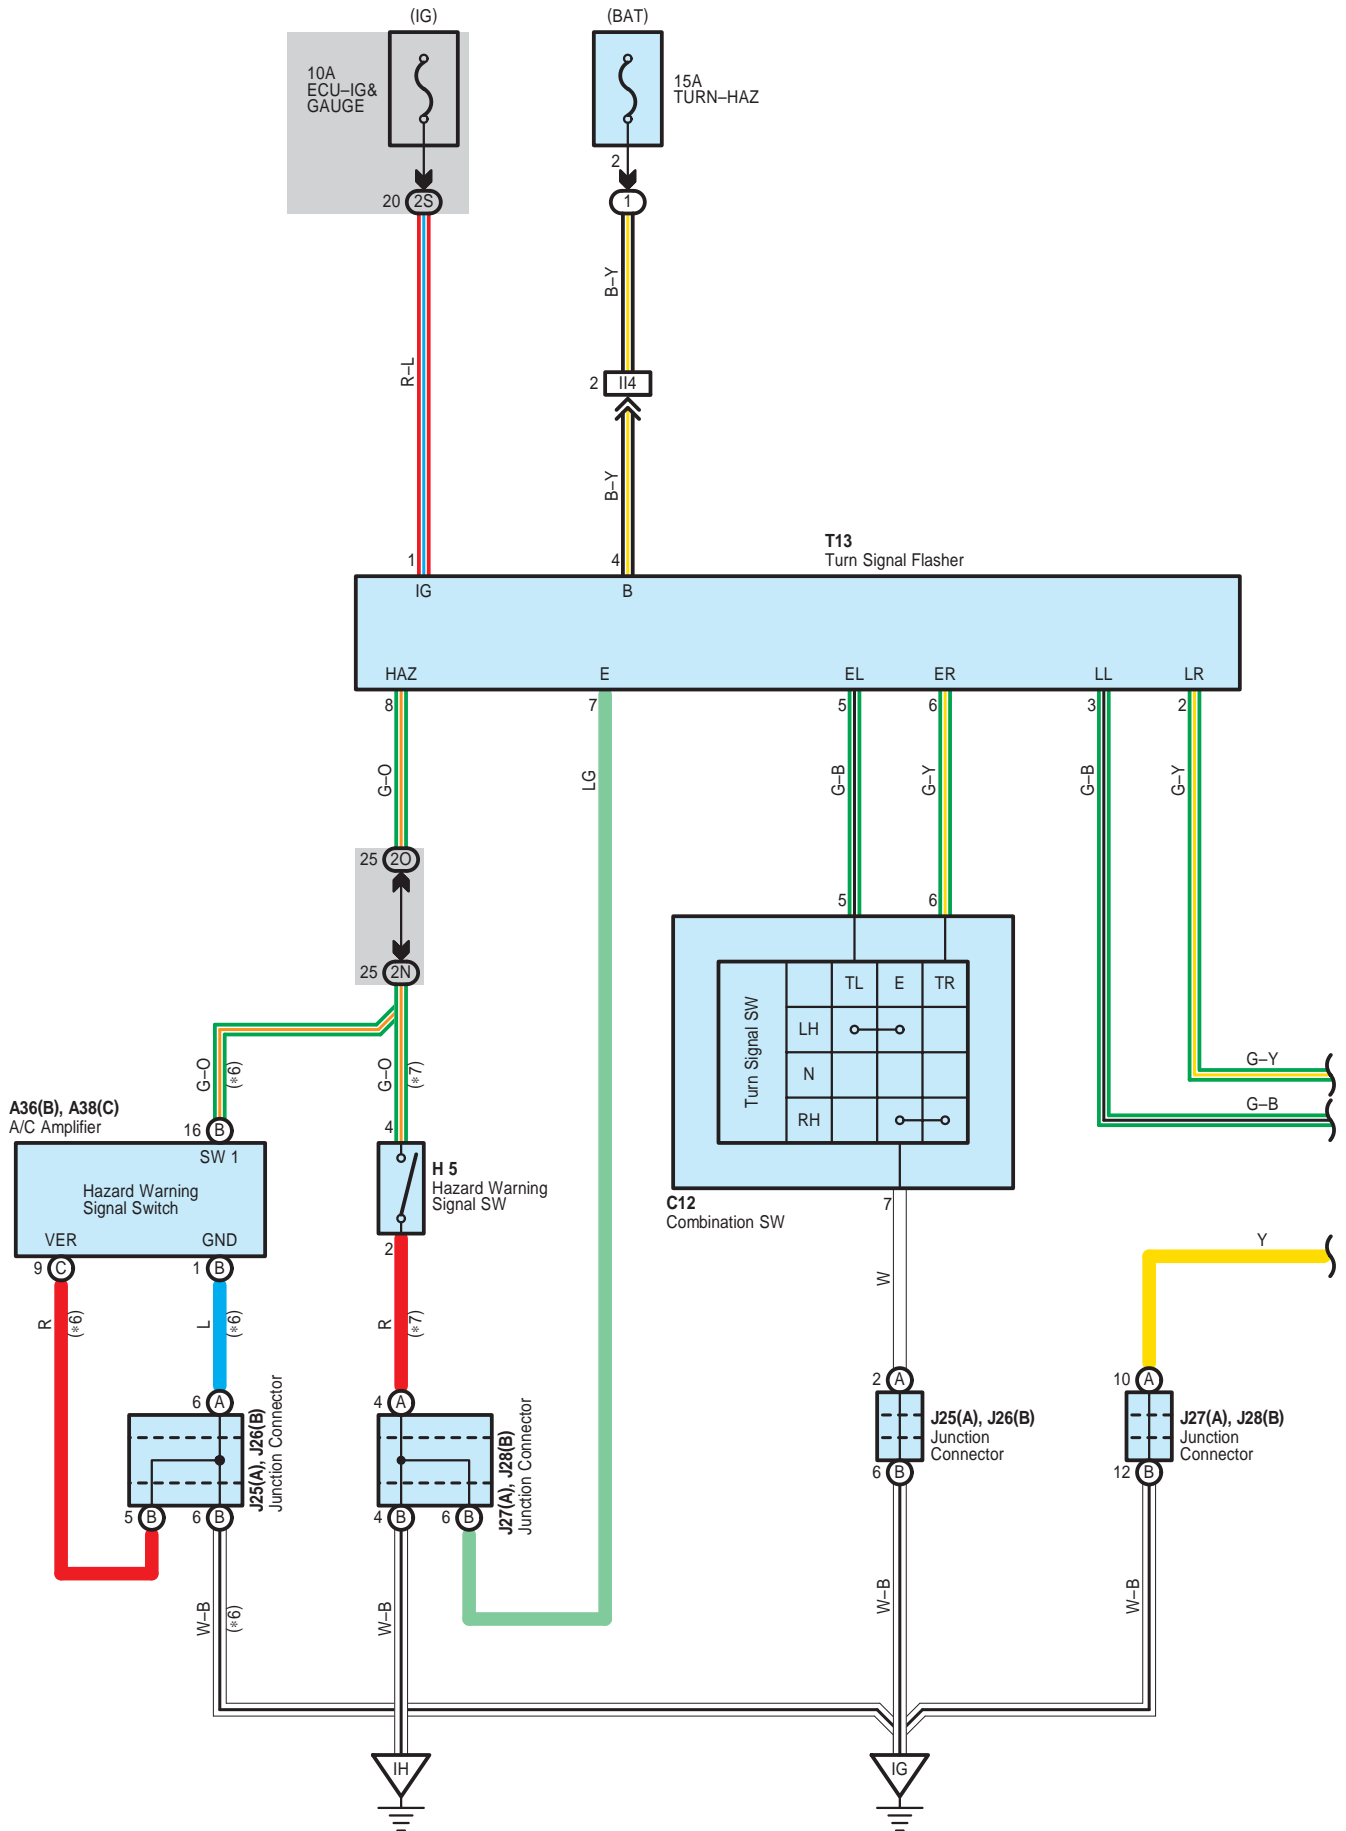 (IG)
(BAT)
10A
ECU–IG&
GAUGE
15A
TURN–HAZ
2
20 2S
1
B–Y
R–L
2 II4
B–Y
T13
Turn Signal Flasher
1
4
IG
B
HAZ
E
EL
ER
LL
LR
8
7
5
6
3
2
G–O
LG
G–B
G–Y
G–B
G–Y
25 2O
25 2N
5
6
Turn Signal SW
TL
E
TR
LH
N
RH
G–Y
G–B
G–O
(*6)
G–O
(*7)
A36(B), A38(C)
A/C Amplifier
16 B
4
SW 1
Hazard Warning
Signal Switch
VER
GND
H 5
Hazard Warning
Signal SW
C12
Combination SW
7
9 C
1 B
2
Y
R
(*6)
L
(*6)
R
(*7)
W
6 A
4 A
2 A
10 A
J25(A), J26(B)
Junction Connector
J27(A), J28(B)
Junction Connector
J25(A), J26(B)
Junction
Connector
J27(A), J28(B)
Junction
Connector
5 B
6 B
4 B
6 B
6 B
12 B
W–B
(*6)
W–B
W–B
W–B
IH
IG